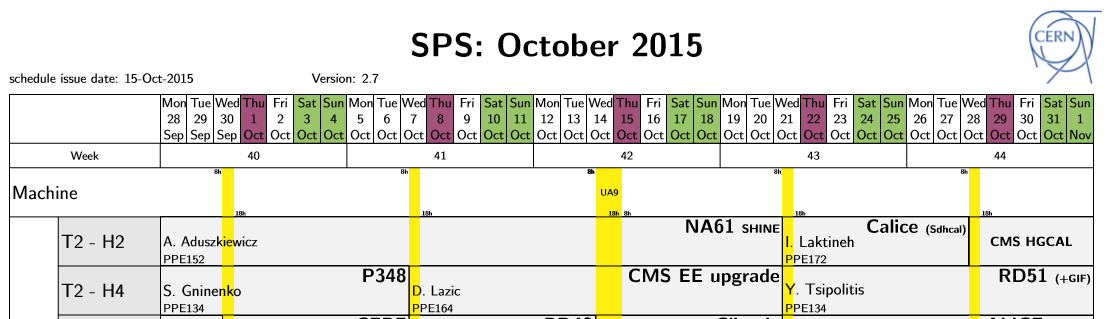 CERN
SPS: October 2015
schedule issue date: 15-Oct-2015 Version: 2.7
Mon Tue Wed Thu Fri Sat Sun Mon Tue Wed Thu Fri Sat Sun Mon Tue Wed Thu Fri Sat Sun Mon Tue Wed Thu Fri Sat Sun Mon Tue Wed Thu Fri Sat Sun
28 29 30 1 2 3 4 5 6 7 8 9 10 11 12 13 14 15 16 17 18 19 20 21 22 23 24 25 26 27 28 29 30 31 1
Sep Sep Sep Oct Oct Oct Oct Oct Oct Oct Oct Oct Oct Oct Oct Oct Oct Oct Oct Oct Oct Oct Oct Oct Oct Oct Oct Oct Oct Oct Oct Oct Oct Oct Nov
Week 40 41 42 43 44
8h 8h 8h 8h 8h
Machine UA9
18h 18h 18h 8h 18h 18h
NA61 SHINE Calice (Sdhcal)
T2 - H2 A. Aduszkiewicz I. Laktineh CMS HGCAL
PPE152 PPE172
P348 CMS EE upgrade RD51 (+GIF)
T2 - H4 S. Gninenko D. Lazic Y. Tsipolitis
PPE134 PPE164 PPE134